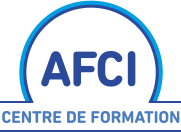 AFCI
CENTRE DE FORMATION